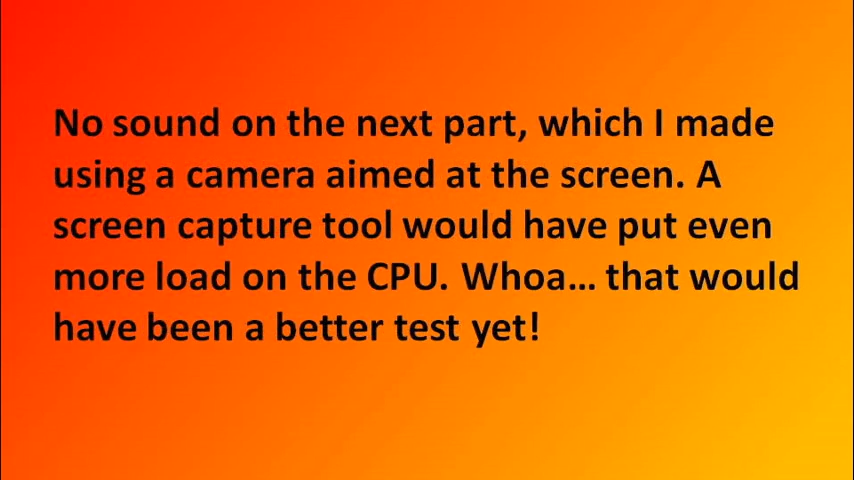 No sound on the next part, which I made
using a camera aimed at the screen. A
screen capture tool would have put even
more load on the CPU. Whoa... that would
have been a better test yet!